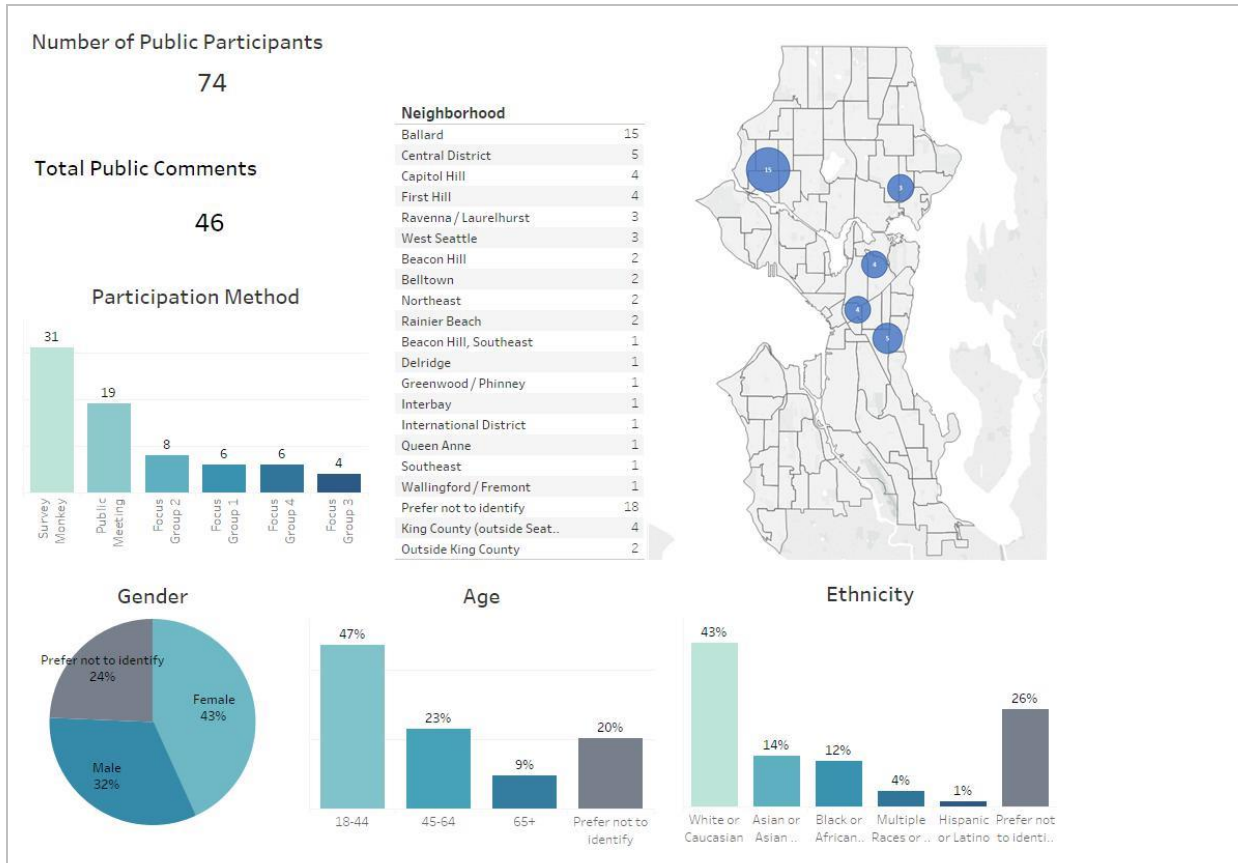 Number of Public Participants
74
Total Public Comments
46
Participation Method
31
19
8
6
6
4
Survey
Monkey
Public
Meeting
Focus
Group 2
Focus
Group 1
Focus
Group 4
Focus
Group 3
Neighborhood
Ballard 15
Central District 5
Capitol Hill 4
First Hill 4
Ravenna / Laurelhurst 3
West Seattle 3
Beacon Hill 2
Belltown 2
Northeast 2
Rainier Beach 2
Beacon Hill, Southeast 1
Delridge 1
Greenwood / Phinney 1
Interbay 1
International District 1
Queen Anne 1
Southeast 1
Wallingford / Fremont 1
Prefer not to identify 18
King County (outside Seat.. 4
Outside King County 2
15
3
4
4
5
Gender
Prefer not to identify
24%
Female
43%
Male
32%
Age
47%
23%
9%
20%
18-44
45-64
65+
Prefer not to
identify
Ethnicity
43%
14%
12%
4%
1%
26%
White or
Caucasian
Asian or
Asian ..
Black or
African..
Multiple
Races or ..
Hispanic
or Latino
Prefer not
to identi..